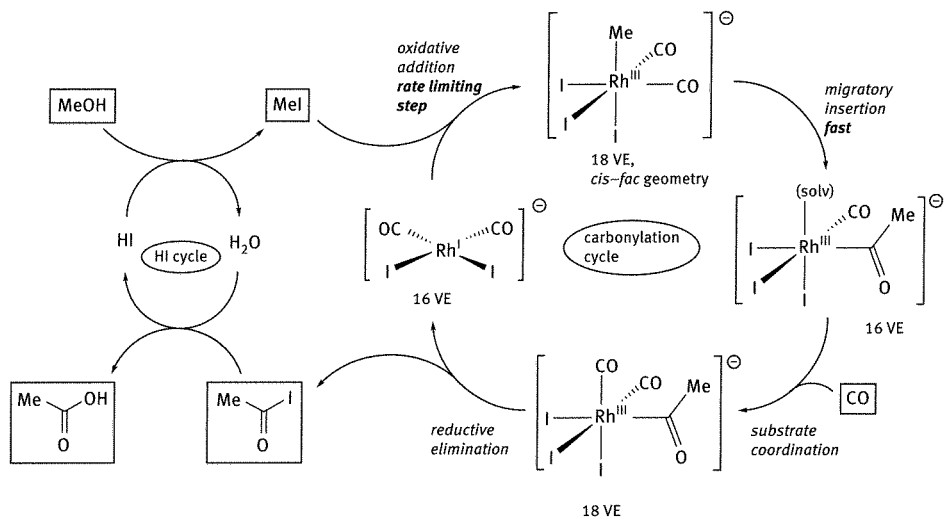 oxidative
addition
rate limiting
step
MeOH
MeI
Me
CO
Rh^III
I
CO
I
I
⊖
18 VE,
cis–fac geometry
migratory
insertion
fast
HI
HI cycle
H₂O
OC
CO
Rh^I
I
I
⊖
16 VE
carbonylation
cycle
(solv)
CO
Me
Rh^III
I
I
I
O
⊖
16 VE
Me
OH
O
Me
I
O
reductive
elimination
CO
CO
Me
Rh^III
I
I
I
O
⊖
18 VE
substrate
coordination
CO